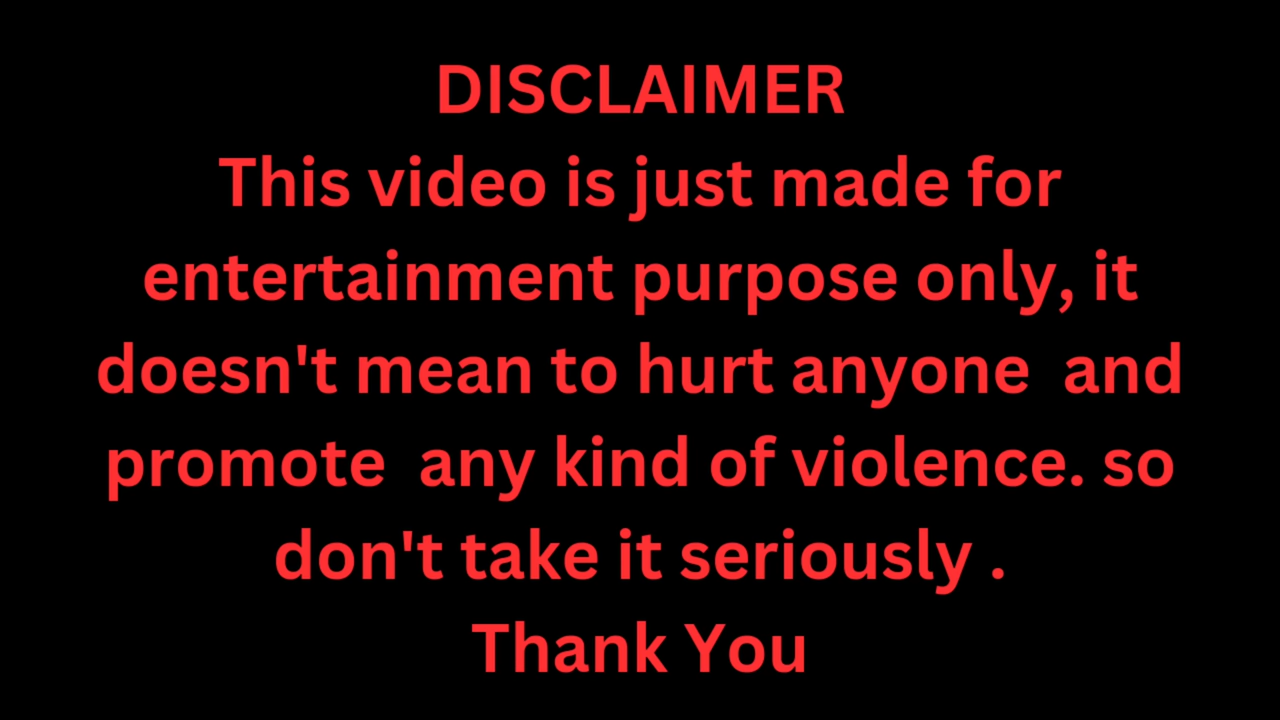 DISCLAIMER
This video is just made for
entertainment purpose only, it
doesn't mean to hurt anyone  and
promote  any kind of violence. so
don't take it seriously .
Thank You